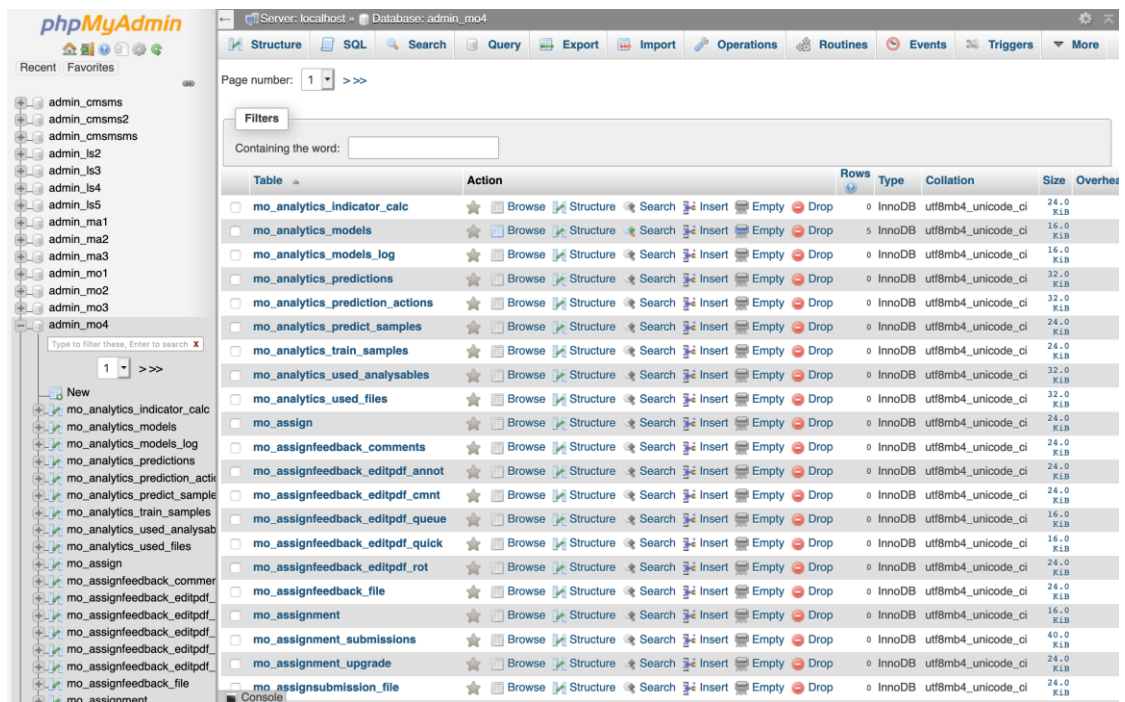 phpMyAdmin
Recent Favorites
admin_cmsms
admin_cmsms2
admin_cmsmsms
admin_ls2
admin_ls3
admin_ls4
admin_ls5
admin_ma1
admin_ma2
admin_ma3
admin_mo1
admin_mo2
admin_mo3
admin_mo4
Type to filter these, Enter to search X
1 > >>
New
mo_analytics_indicator_calc
mo_analytics_models
mo_analytics_models_log
mo_analytics_predictions
mo_analytics_prediction_actic
mo_analytics_predict_sample
mo_analytics_train_samples
mo_analytics_used_analysab
mo_analytics_used_files
mo_assign
mo_assignfeedback_commer
mo_assignfeedback_editpdf_
mo_assignfeedback_editpdf_
mo_assignfeedback_editpdf_
mo_assignfeedback_editpdf_
mo_assignfeedback_editpdf_
mo_assignfeedback_file
mo_assignment
Server: localhost » Database: admin_mo4
Structure SQL Search Query Export Import Operations Routines Events Triggers More
Page number: 1 > >>
Filters
Containing the word:
Table Action Rows Type Collation Size Overhea
mo_analytics_indicator_calc Browse Structure Search Insert Empty Drop 0 InnoDB utf8mb4_unicode_ci 24.0 KiB
mo_analytics_models Browse Structure Search Insert Empty Drop 5 InnoDB utf8mb4_unicode_ci 16.0 KiB
mo_analytics_models_log Browse Structure Search Insert Empty Drop 0 InnoDB utf8mb4_unicode_ci 16.0 KiB
mo_analytics_predictions Browse Structure Search Insert Empty Drop 0 InnoDB utf8mb4_unicode_ci 32.0 KiB
mo_analytics_prediction_actions Browse Structure Search Insert Empty Drop 0 InnoDB utf8mb4_unicode_ci 32.0 KiB
mo_analytics_predict_samples Browse Structure Search Insert Empty Drop 0 InnoDB utf8mb4_unicode_ci 24.0 KiB
mo_analytics_train_samples Browse Structure Search Insert Empty Drop 0 InnoDB utf8mb4_unicode_ci 24.0 KiB
mo_analytics_used_analysables Browse Structure Search Insert Empty Drop 0 InnoDB utf8mb4_unicode_ci 32.0 KiB
mo_analytics_used_files Browse Structure Search Insert Empty Drop 0 InnoDB utf8mb4_unicode_ci 32.0 KiB
mo_assign Browse Structure Search Insert Empty Drop 0 InnoDB utf8mb4_unicode_ci 24.0 KiB
mo_assignfeedback_comments Browse Structure Search Insert Empty Drop 0 InnoDB utf8mb4_unicode_ci 24.0 KiB
mo_assignfeedback_editpdf_annot Browse Structure Search Insert Empty Drop 0 InnoDB utf8mb4_unicode_ci 24.0 KiB
mo_assignfeedback_editpdf_cmnt Browse Structure Search Insert Empty Drop 0 InnoDB utf8mb4_unicode_ci 24.0 KiB
mo_assignfeedback_editpdf_queue Browse Structure Search Insert Empty Drop 0 InnoDB utf8mb4_unicode_ci 16.0 KiB
mo_assignfeedback_editpdf_quick Browse Structure Search Insert Empty Drop 0 InnoDB utf8mb4_unicode_ci 16.0 KiB
mo_assignfeedback_editpdf_rot Browse Structure Search Insert Empty Drop 0 InnoDB utf8mb4_unicode_ci 24.0 KiB
mo_assignfeedback_file Browse Structure Search Insert Empty Drop 0 InnoDB utf8mb4_unicode_ci 24.0 KiB
mo_assignment Browse Structure Search Insert Empty Drop 0 InnoDB utf8mb4_unicode_ci 16.0 KiB
mo_assignment_submissions Browse Structure Search Insert Empty Drop 0 InnoDB utf8mb4_unicode_ci 40.0 KiB
mo_assignment_upgrade Browse Structure Search Insert Empty Drop 0 InnoDB utf8mb4_unicode_ci 24.0 KiB
mo_assignsubmission_file Browse Structure Search Insert Empty Drop 0 InnoDB utf8mb4_unicode_ci 24.0 KiB
Console